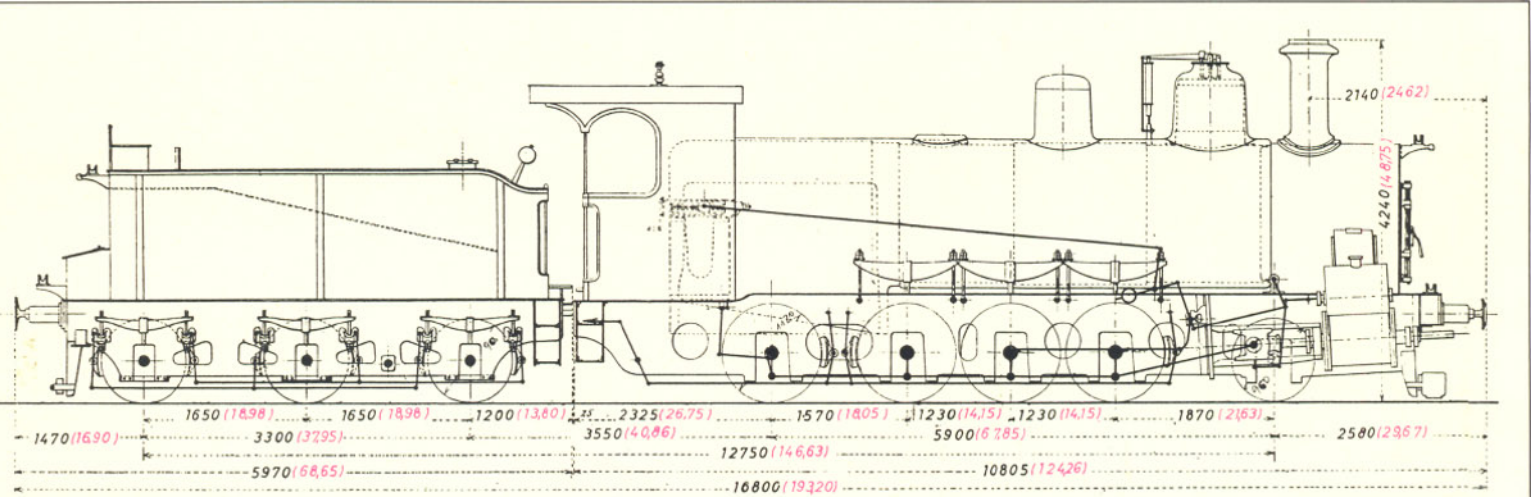 2140 (24,62)
4240 (48,75)
1650 (18,98) 1650 (18,98) 1200 (13,80) 25 2325 (26,75) 1570 (18,05) 1230 (14,15) 1230 (14,15) 1870 (21,63)
1470 (16,90) 3300 (37,95) 3550 (40,86) 5900 (67,85) 2580 (29,67)
12750 (146,63)
5970 (68,65) 10805 (124,26)
16800 (193,20)